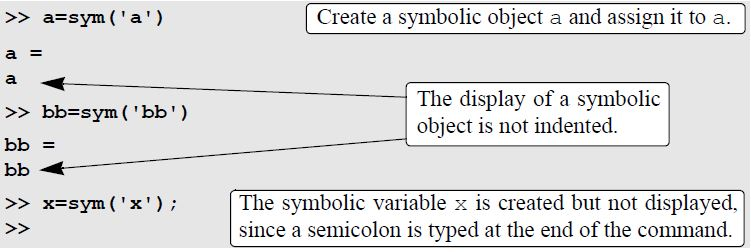 >> a=sym('a')
Create a symbolic object a and assign it to a.
a =
a
The display of a symbolic
object is not indented.
>> bb=sym('bb')
bb =
bb
>> x=sym('x');
The symbolic variable x is created but not displayed,
since a semicolon is typed at the end of the command.
>>